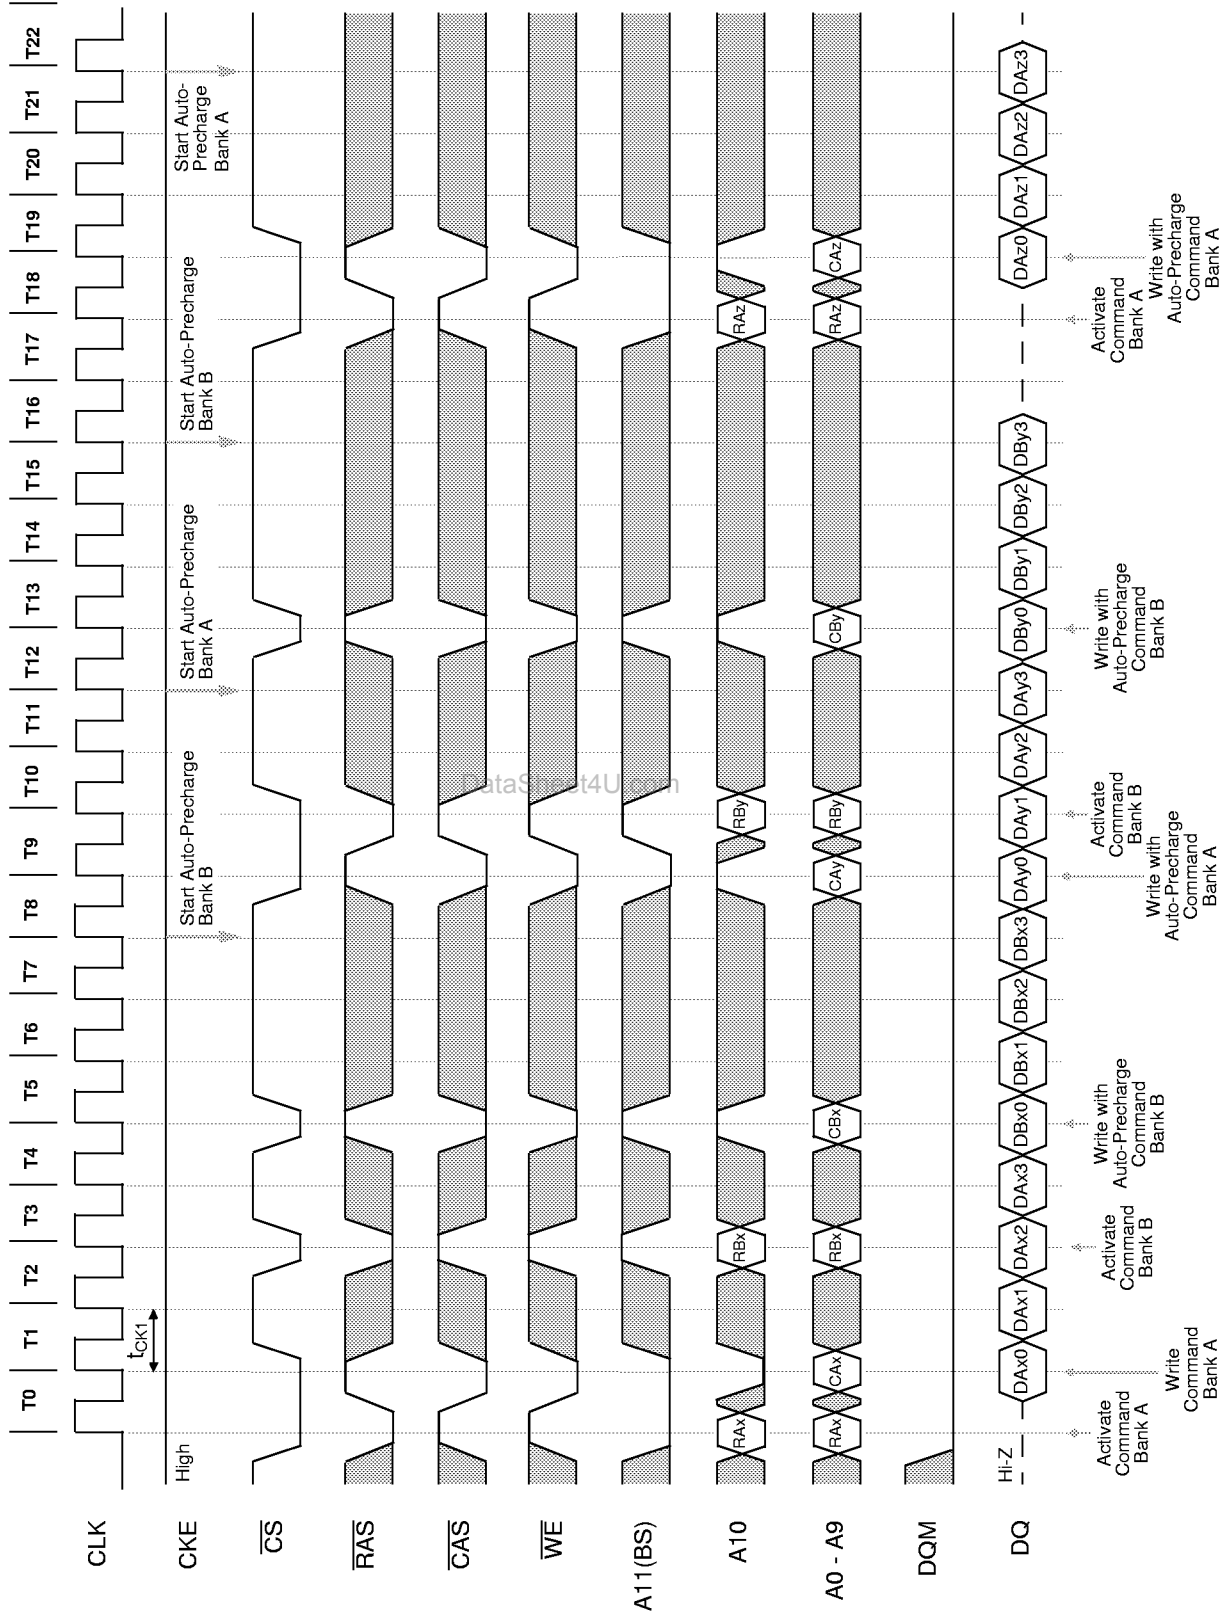 T0 T1 T2 T3 T4 T5 T6 T7 T8 T9 T10 T11 T12 T13 T14 T15 T16 T17 T18 T19 T20 T21 T22
CLK
tCK1
CKE
High
Start Auto-Precharge
Bank B
Start Auto-Precharge
Bank A
Start Auto-Precharge
Bank B
Start Auto-
Precharge
Bank A
CS
RAS
CAS
WE
A11(BS)
A10
RAx RBx RBy RAz
A0 - A9
RAx CAx RBx CBx CAy RBy CBy RAz CAz
DQM
DQ
Hi-Z
DAx0 DAx1 DAx2 DAx3 DBx0 DBx1 DBx2 DBx3 DAy0 DAy1 DAy2 DAy3 DBy0 DBy1 DBy2 DBy3 DAz0 DAz1 DAz2 DAz3
Activate
Command
Bank A
Write
Command
Bank A
Activate
Command
Bank B
Write with
Auto-Precharge
Command
Bank B
Write with
Auto-Precharge
Command
Bank A
Activate
Command
Bank B
Write with
Auto-Precharge
Command
Bank B
Activate
Command
Bank A
Write with
Auto-Precharge
Command
Bank A
DataSheet4U.com